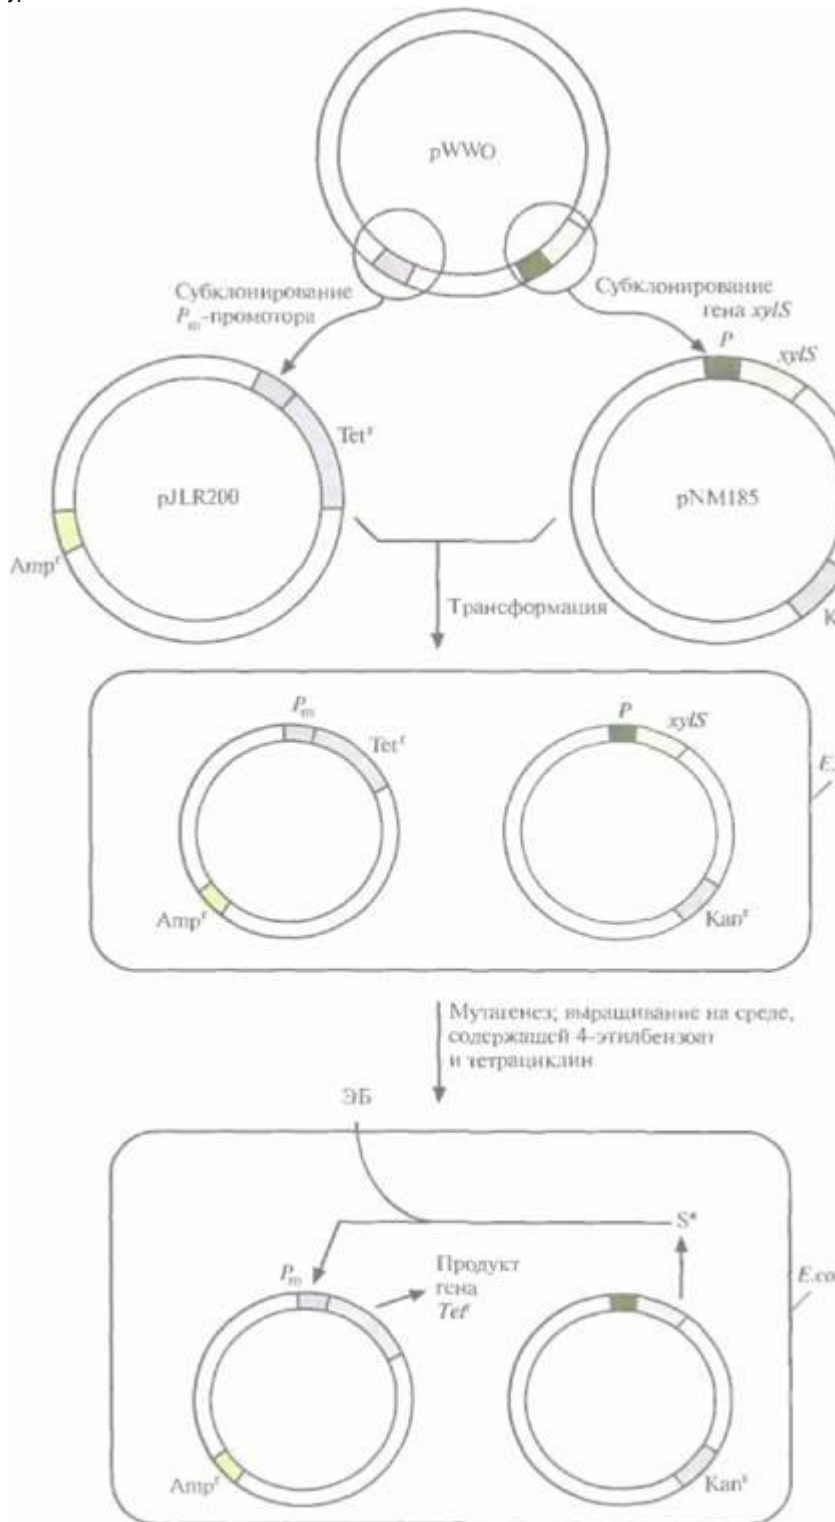 pWWO
Субклонирование
Pm-промотора
Субклонирование
гена xylS
P
xylS
Tetr
pJLR200
pNM185
Ampr
K
Трансформация
Pm
Tetr
P
xylS
E.
Ampr
Kanr
Мутагенез; выращивание на среде,
содержащей 4-этилбензоат
и тетрациклин
ЭБ
S*
Pm
Продукт
гена
Tetr
E.co
Ampr
Kanr